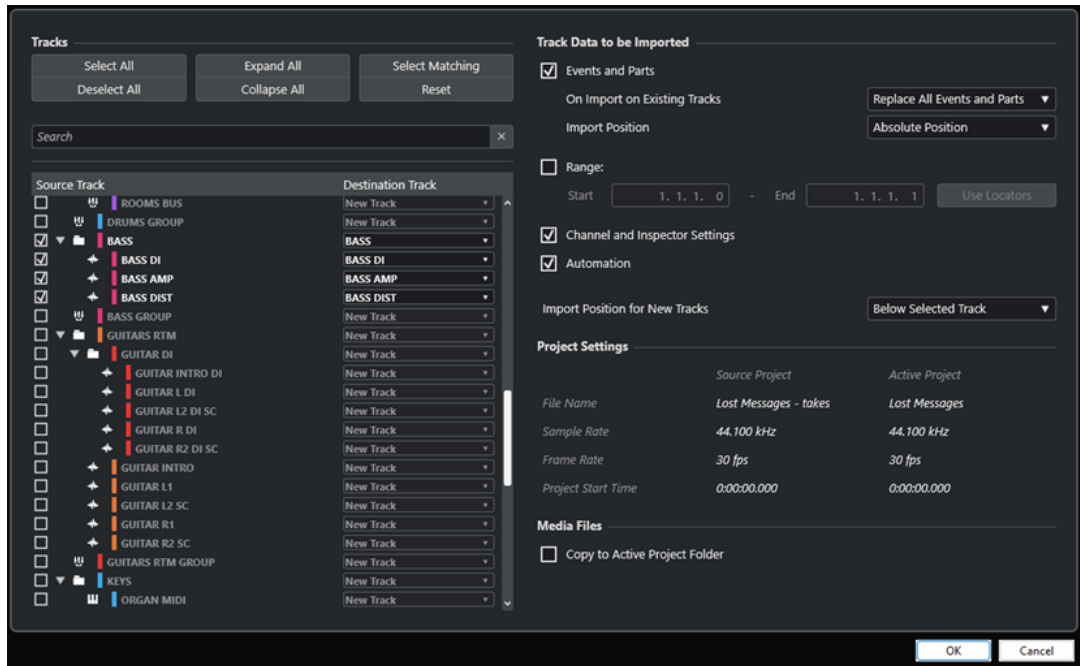 Tracks
Select All Expand All Select Matching
Deselect All Collapse All Reset
Search
Source Track Destination Track
ROOMS BUS New Track
DRUMS GROUP New Track
BASS BASS
BASS DI BASS DI
BASS AMP BASS AMP
BASS DIST BASS DIST
BASS GROUP New Track
GUITARS RTM New Track
GUITAR DI New Track
GUITAR INTRO DI New Track
GUITAR L DI New Track
GUITAR L2 DI SC New Track
GUITAR R DI New Track
GUITAR R2 DI SC New Track
GUITAR INTRO New Track
GUITAR L1 New Track
GUITAR L2 SC New Track
GUITAR R1 New Track
GUITAR R2 SC New Track
GUITARS RTM GROUP New Track
KEYS New Track
ORGAN MIDI New Track
Track Data to be Imported
Events and Parts
On Import on Existing Tracks Replace All Events and Parts
Import Position Absolute Position
Range:
Start 1. 1. 1. 0 - End 1. 1. 1. 1 Use Locators
Channel and Inspector Settings
Automation
Import Position for New Tracks Below Selected Track
Project Settings
Source Project Active Project
File Name Lost Messages - takes Lost Messages
Sample Rate 44.100 kHz 44.100 kHz
Frame Rate 30 fps 30 fps
Project Start Time 0:00:00.000 0:00:00.000
Media Files
Copy to Active Project Folder
OK Cancel